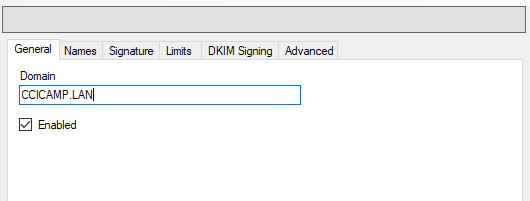 General Names Signature Limits DKIM Signing Advanced
Domain
CCICAMP.LAN
Enabled